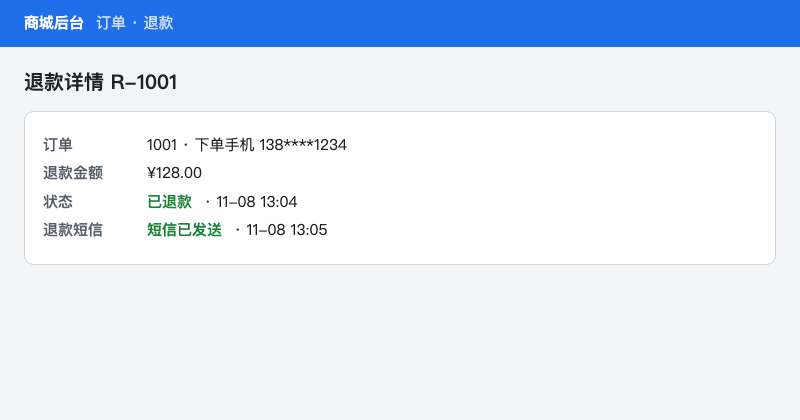 商城后台 订单 · 退款
退款详情 R-1001
订单 1001 · 下单手机 138****1234
退款金额 ¥128.00
状态 已退款 · 11-08 13:04
退款短信 短信已发送 · 11-08 13:05